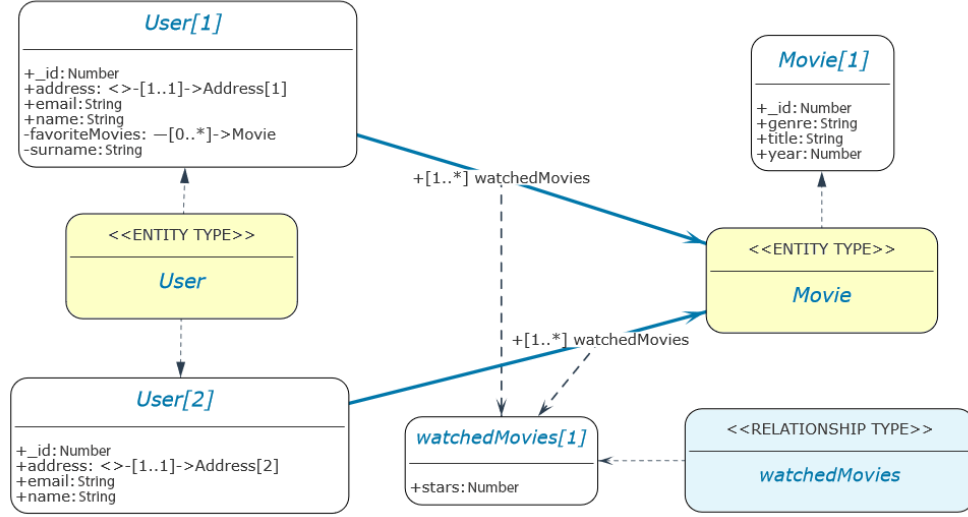 User[1]
+_id: Number
+address: <>-[1..1]->Address[1]
+email: String
+name: String
-favoriteMovies: —[0..*]->Movie
-surname: String
Movie[1]
+_id: Number
+genre: String
+title: String
+year: Number
+[1..*] watchedMovies
<<ENTITY TYPE>>
User
<<ENTITY TYPE>>
Movie
+[1..*] watchedMovies
User[2]
+_id: Number
+address: <>-[1..1]->Address[2]
+email: String
+name: String
watchedMovies[1]
+stars: Number
<<RELATIONSHIP TYPE>>
watchedMovies